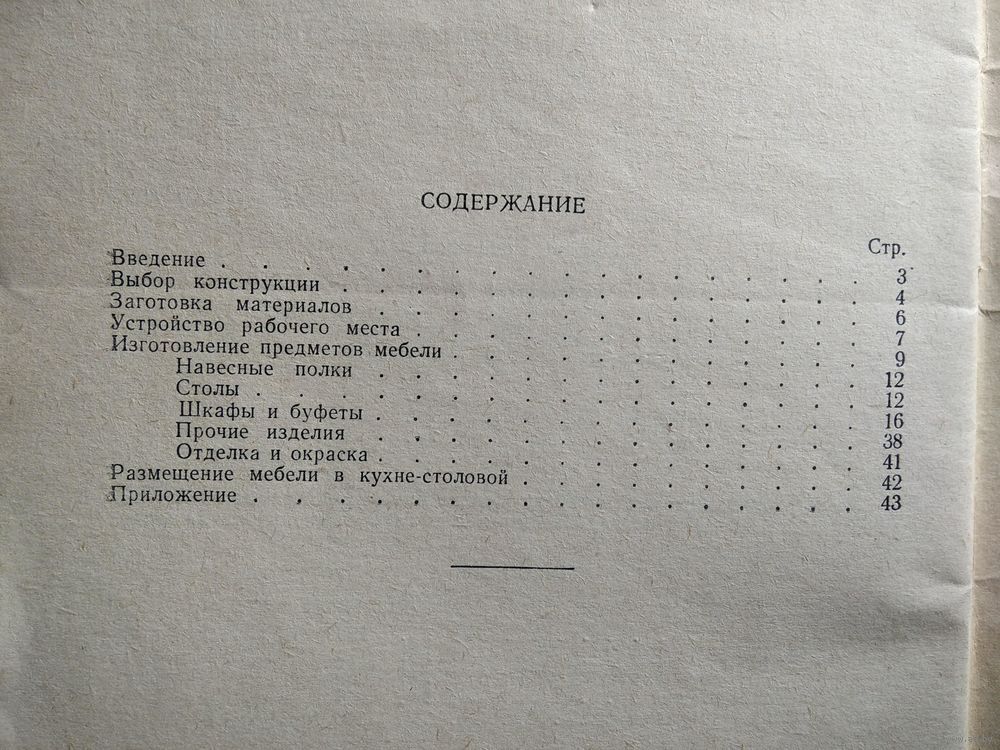 СОДЕРЖАНИЕ
Стр.
Введение . . . . . . . . . . . . . . . . 3
Выбор конструкции . . . . . . . . . . . . . 4
Заготовка материалов . . . . . . . . . . . . 6
Устройство рабочего места . . . . . . . . . . . 7
Изготовление предметов мебели . . . . . . . . . . 9
Навесные полки . . . . . . . . . . . . 12
Столы . . . . . . . . . . . . . . . 12
Шкафы и буфеты . . . . . . . . . . . . 16
Прочие изделия . . . . . . . . . . . . 38
Отделка и окраска . . . . . . . . . . . . 41
Размещение мебели в кухне-столовой . . . . . . . . . 42
Приложение . . . . . . . . . . . . . . . 43